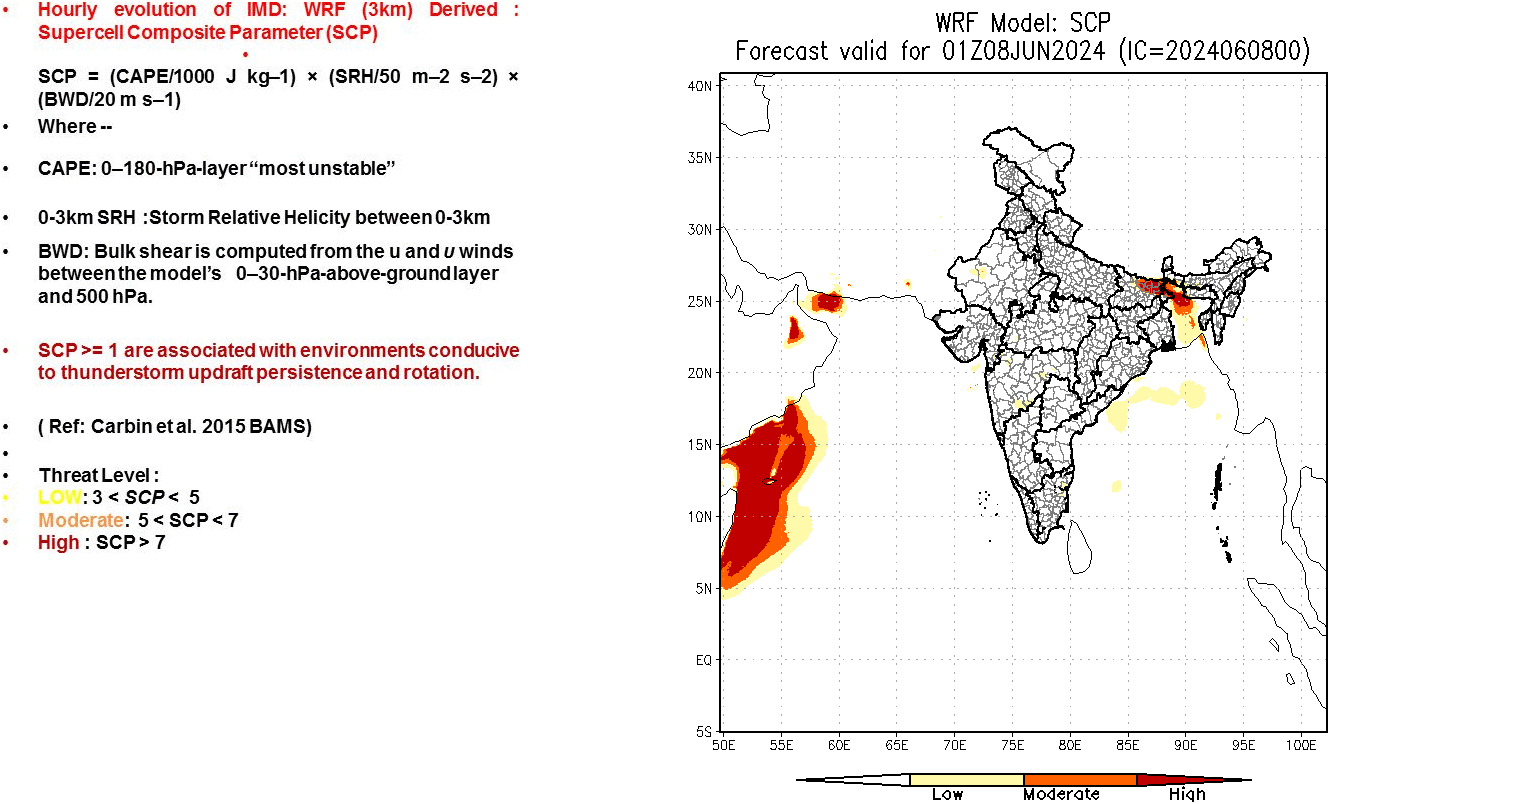 • Hourly evolution of IMD: WRF (3km) Derived :
Supercell Composite Parameter (SCP)
•
SCP = (CAPE/1000 J kg–1) × (SRH/50 m–2 s–2) ×
(BWD/20 m s–1)
• Where --
• CAPE: 0–180-hPa-layer “most unstable”
• 0-3km SRH :Storm Relative Helicity between 0-3km
• BWD: Bulk shear is computed from the u and υ winds
between the model’s 0–30-hPa-above-ground layer
and 500 hPa.
• SCP >= 1 are associated with environments conducive
to thunderstorm updraft persistence and rotation.
• ( Ref: Carbin et al. 2015 BAMS)
•
• Threat Level :
• LOW: 3 < SCP < 5
• Moderate: 5 < SCP < 7
• High : SCP > 7
WRF Model: SCP
Forecast valid for 01Z08JUN2024 (IC=2024060800)
40N
35N
30N
25N
20N
15N
10N
5N
EQ
5S
50E 55E 60E 65E 70E 75E 80E 85E 90E 95E 100E
Low Moderate High